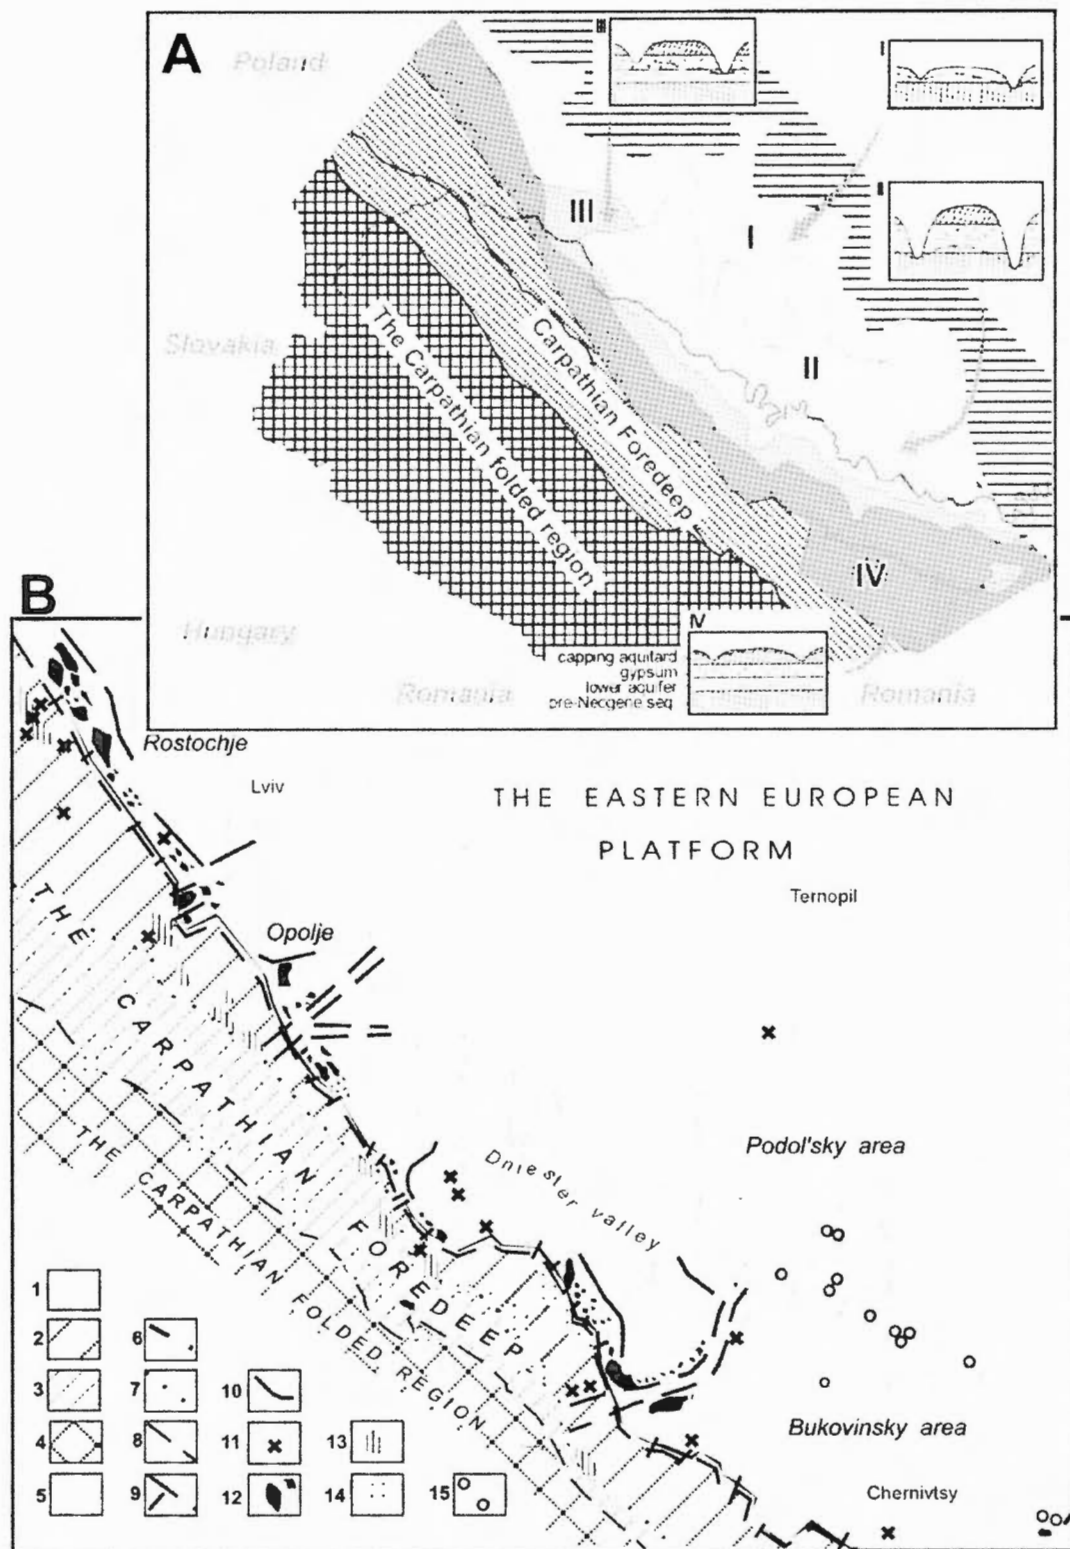 A
Poland
III
I
II
III
I
II
Slovakia
Carpathian Foredeep
The Carpathian folded region
IV
Hungary
IV
capping aquitard
gypsum
lower aquifer
pre-Neogene seq
Romania
Romania
B
Rostochje
Lviv
THE EASTERN EUROPEAN
PLATFORM
Ternopil
Opolje
THE CARPATHIAN FOREDEEP
THE CARPATHIAN FOLDED REGION
Dniester valley
Podol'sky area
Bukovinsky area
Chernivtsy
1
2 6
3 7 10
4 8 11 13
5 9 12 14 15